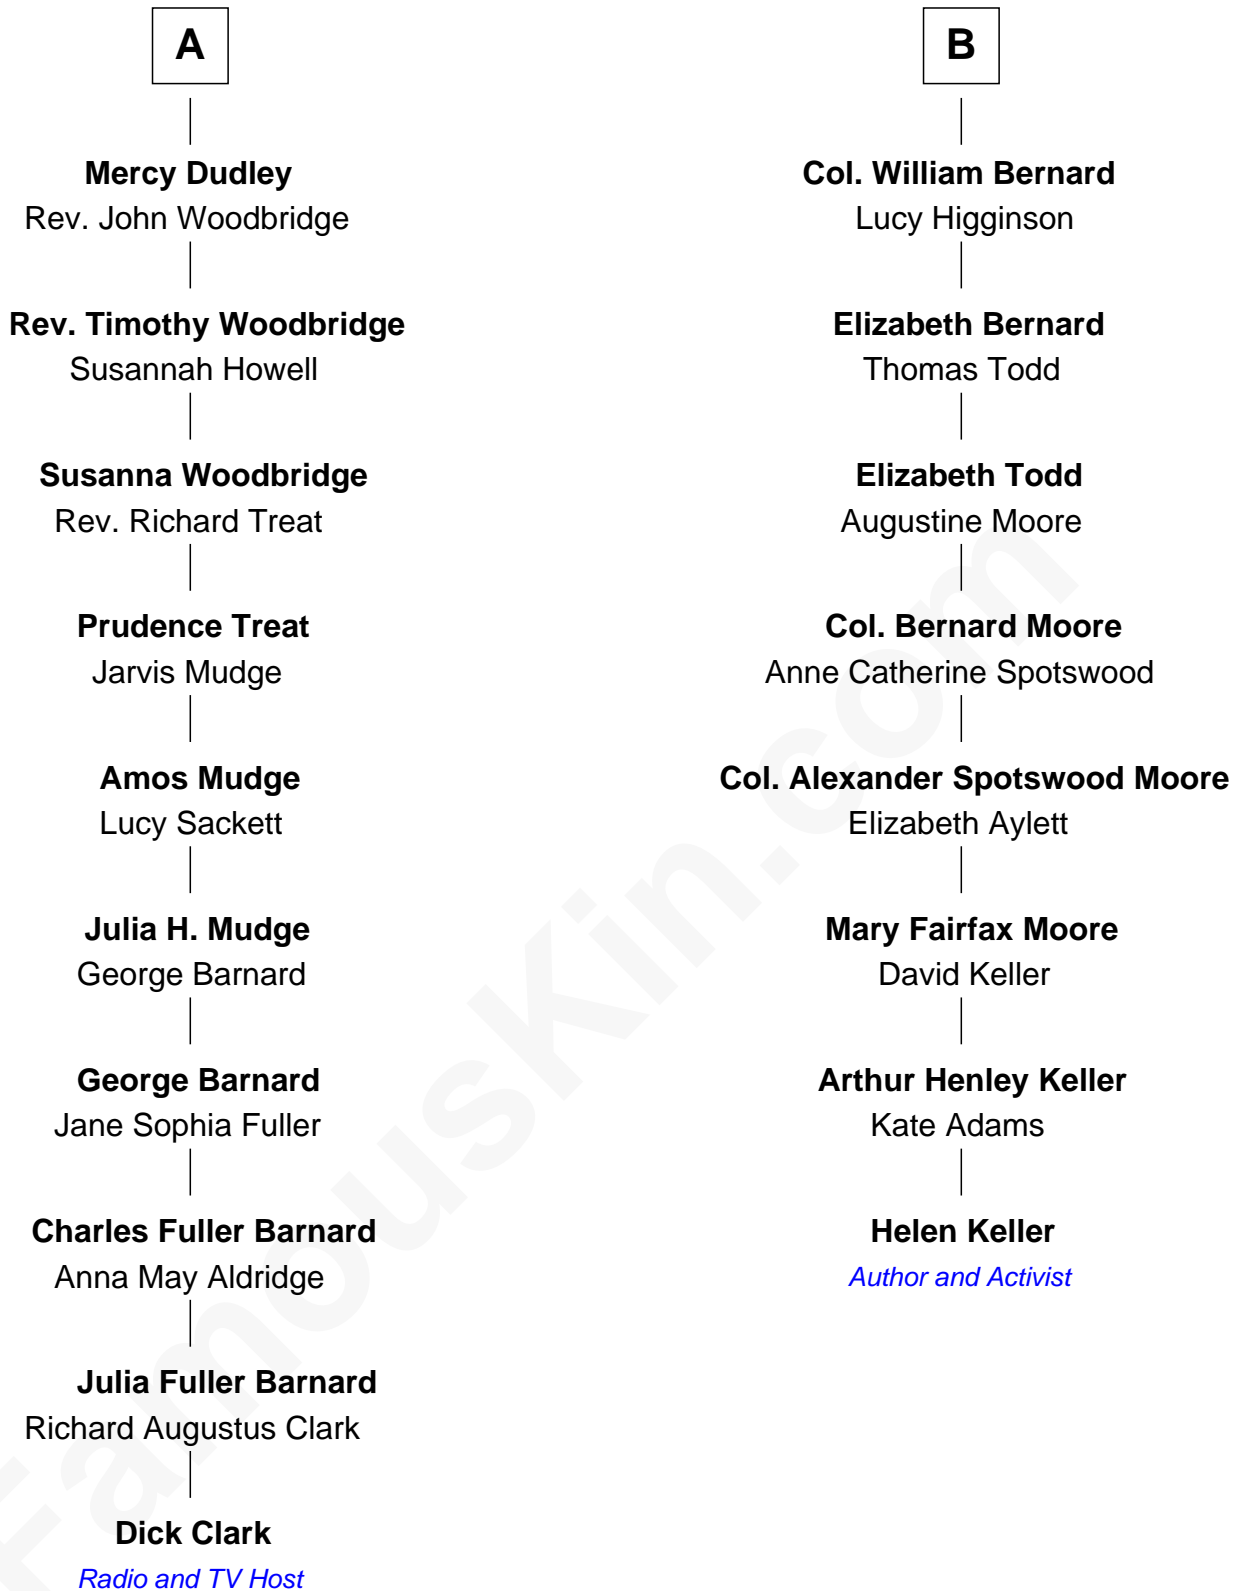 A
Mercy Dudley
Rev. John Woodbridge
Rev. Timothy Woodbridge
Susannah Howell
Susanna Woodbridge
Rev. Richard Treat
Prudence Treat
Jarvis Mudge
Amos Mudge
Lucy Sackett
Julia H. Mudge
George Barnard
George Barnard
Jane Sophia Fuller
Charles Fuller Barnard
Anna May Aldridge
Julia Fuller Barnard
Richard Augustus Clark
Dick Clark
Radio and TV Host
B
Col. William Bernard
Lucy Higginson
Elizabeth Bernard
Thomas Todd
Elizabeth Todd
Augustine Moore
Col. Bernard Moore
Anne Catherine Spotswood
Col. Alexander Spotswood Moore
Elizabeth Aylett
Mary Fairfax Moore
David Keller
Arthur Henley Keller
Kate Adams
Helen Keller
Author and Activist
FamousKin.com